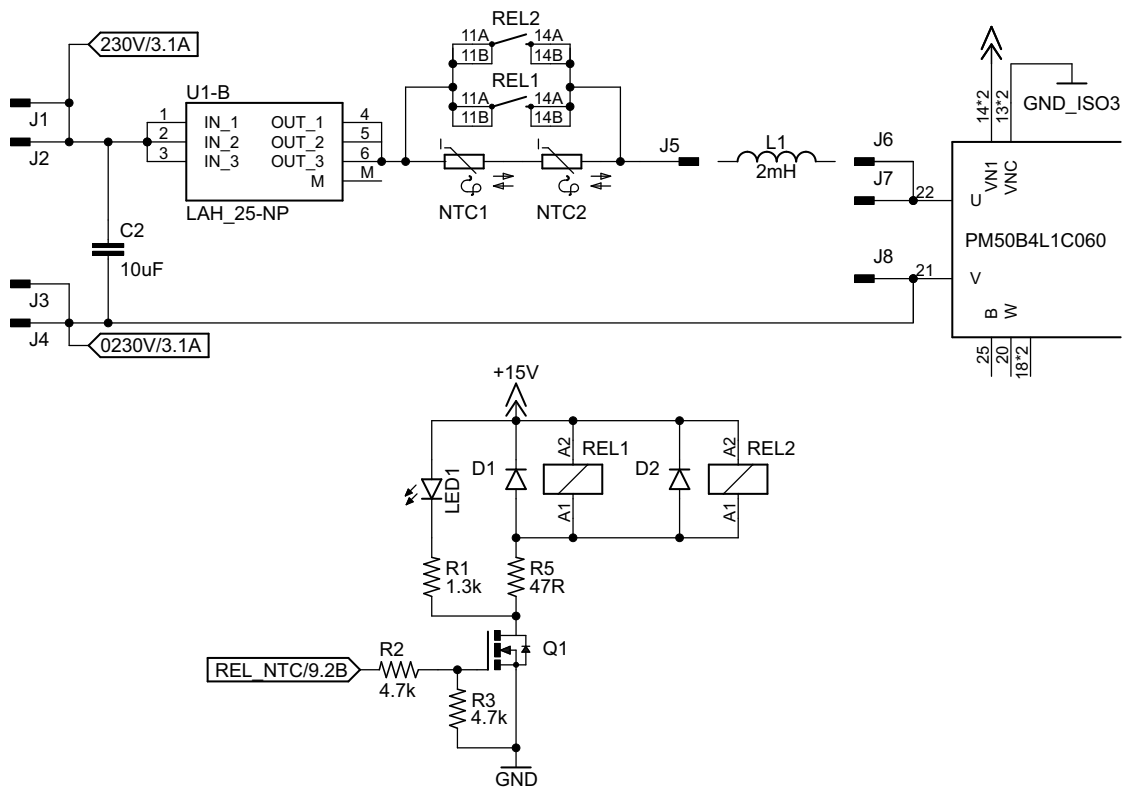 REL2
11A 14A
11B 14B
REL1
11A 14A
11B 14B
230V/3.1A
J1
J2
U1-B
1 IN_1 OUT_1 4
2 IN_2 OUT_2 5
3 IN_3 OUT_3 6
M M
LAH_25-NP
NTC1
NTC2
J5
L1
2mH
J6
J7
J8
22
21
14*2
13*2
GND_ISO3
VN1
VNC
U
PM50B4L1C060
V
B
W
25
20
18*2
C2
10uF
J3
J4
0230V/3.1A
+15V
LED1
D1
A2
REL1
A1
D2
A2
REL2
A1
R1
1.3k
R5
47R
Q1
REL_NTC/9.2B
R2
4.7k
R3
4.7k
GND